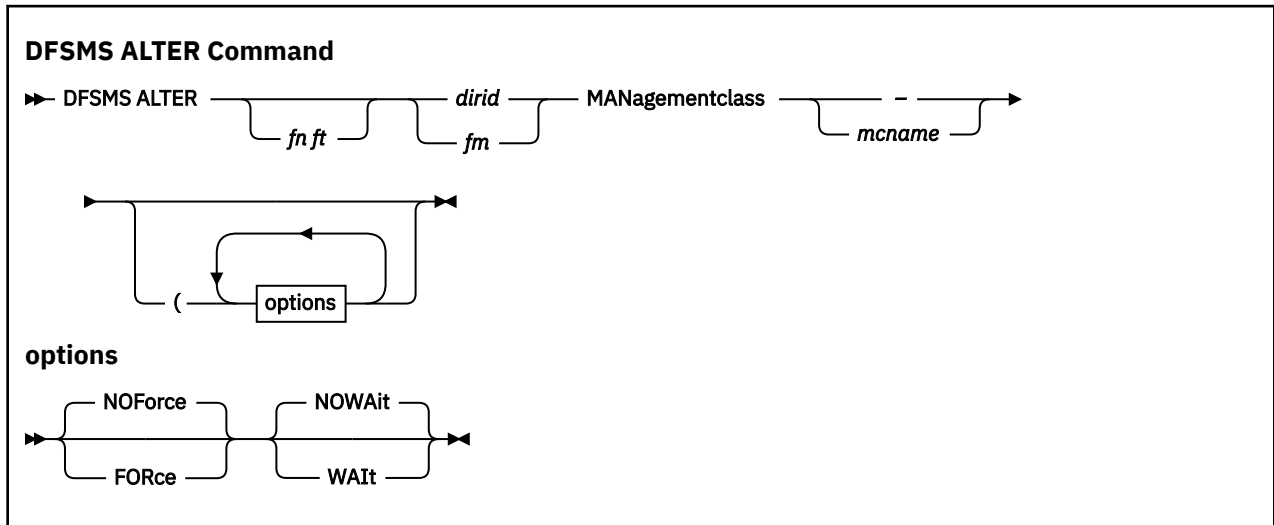 DFSMS ALTER Command
DFSMS ALTER dirid MANagementclass –
fn ft fm mcname
( options
options
NOForce NOWAit
FORce WAIt